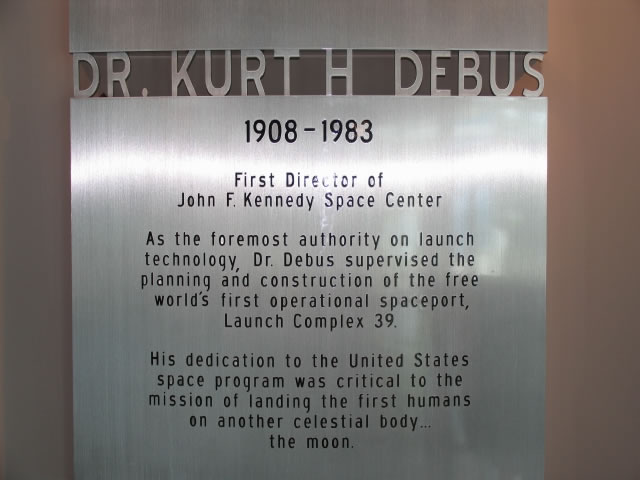 DR. KURT H DEBUS
1908-1983
First Director of
John F. Kennedy Space Center
As the foremost authority on launch
technology, Dr. Debus supervised the
planning and construction of the free
world's first operational spaceport,
Launch Complex 39.
His dedication to the United States
space program was critical to the
mission of landing the first humans
on another celestial body...
the moon.